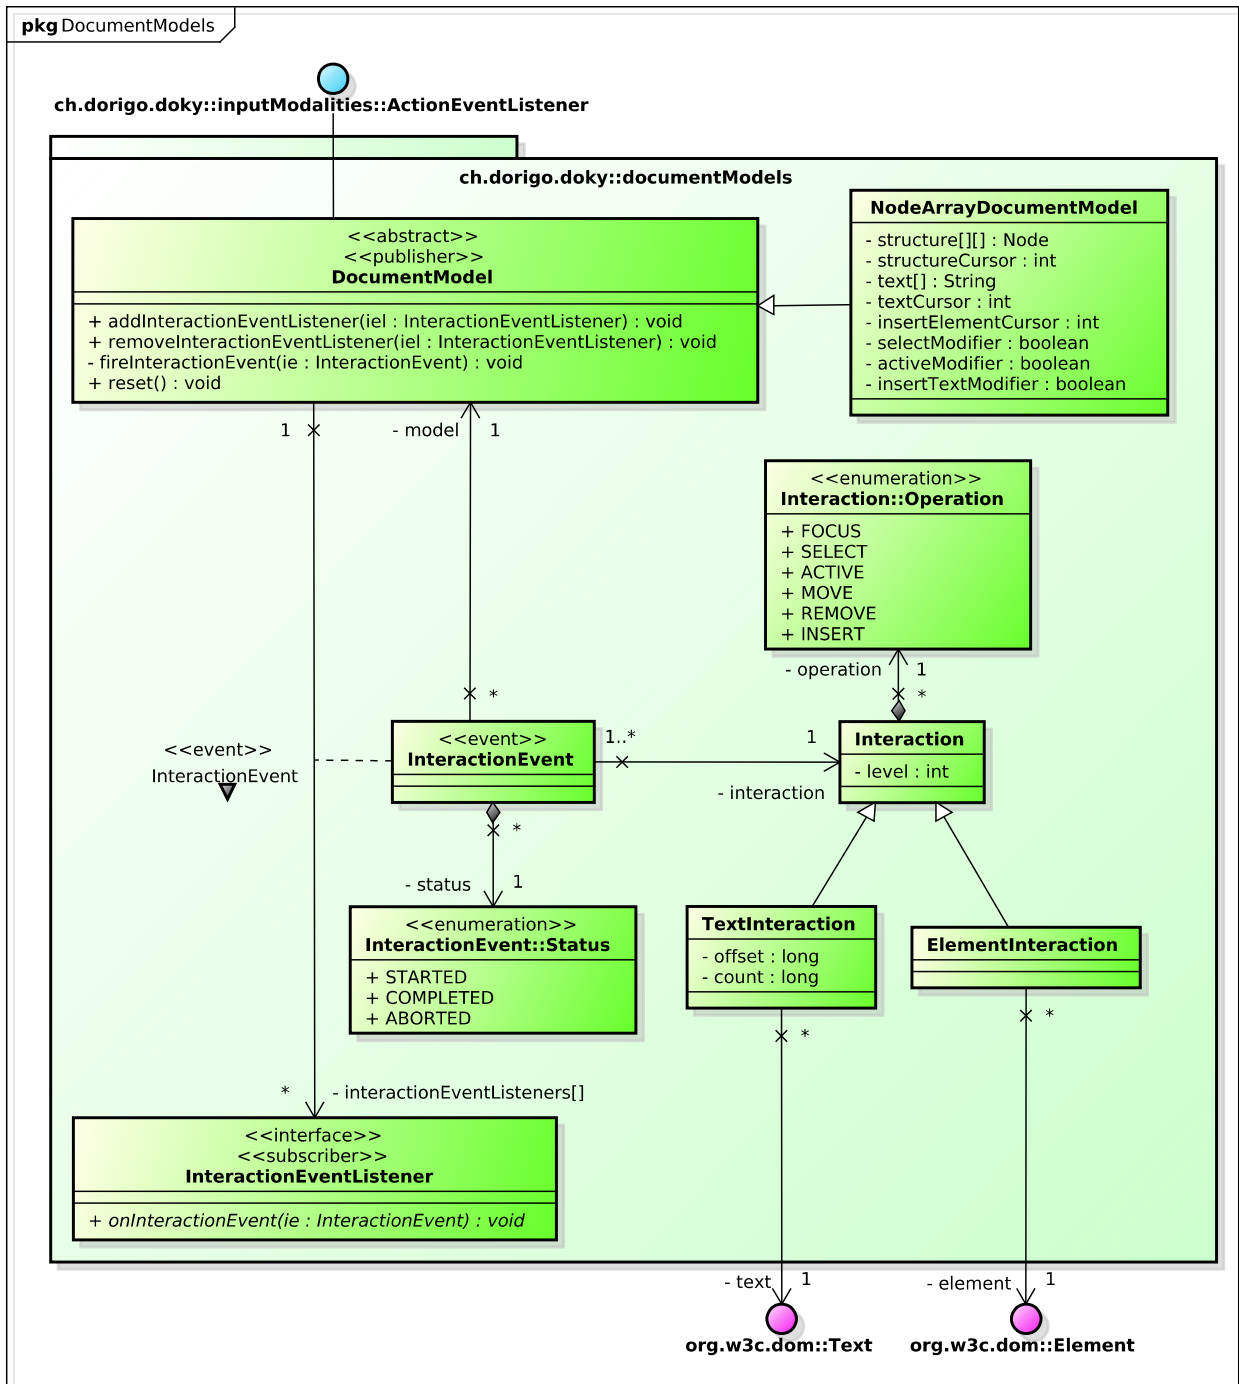 pkg DocumentModels
ch.dorigo.doky::inputModalities::ActionEventListener
ch.dorigo.doky::documentModels
<<abstract>>
<<publisher>>
DocumentModel
+ addInteractionEventListener(iel : InteractionEventListener) : void
+ removeInteractionEventListener(iel : InteractionEventListener) : void
- fireInteractionEvent(ie : InteractionEvent) : void
+ reset() : void
NodeArrayDocumentModel
- structure[][] : Node
- structureCursor : int
- text[] : String
- textCursor : int
- insertElementCursor : int
- selectModifier : boolean
- activeModifier : boolean
- insertTextModifier : boolean
1
- model
1
<<enumeration>>
Interaction::Operation
+ FOCUS
+ SELECT
+ ACTIVE
+ MOVE
+ REMOVE
+ INSERT
- operation
1
*
*
<<event>>
InteractionEvent
<<event>>
InteractionEvent
1..*
1
- interaction
Interaction
- level : int
*
- status
1
<<enumeration>>
InteractionEvent::Status
+ STARTED
+ COMPLETED
+ ABORTED
TextInteraction
- offset : long
- count : long
ElementInteraction
*
*
*
- interactionEventListeners[]
<<interface>>
<<subscriber>>
InteractionEventListener
+ onInteractionEvent(ie : InteractionEvent) : void
- text
1
- element
1
org.w3c.dom::Text
org.w3c.dom::Element